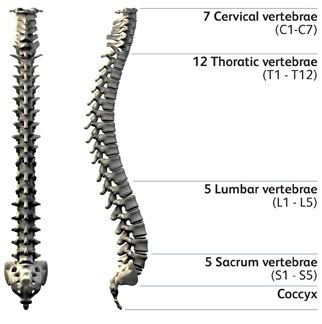 7 Cervical vertebrae
(C1-C7)
12 Thoratic vertebrae
(T1 - T12)
5 Lumbar vertebrae
(L1 - L5)
5 Sacrum vertebrae
(S1 - S5)
Coccyx